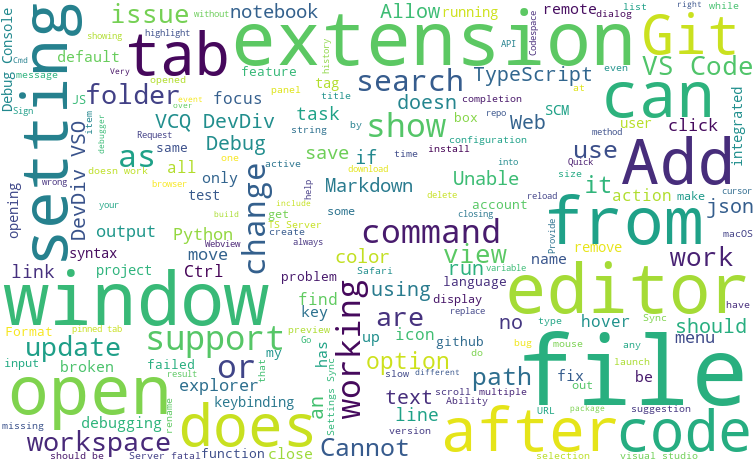 issue
notebook
Allow
running
remote
dialog
list
right
while
without
highlight
showing
Very
Debug Console
Cmd
message
Sign
JS
default
opened
over
feature
history
panel
title
setting
tab
extension
Codespace
API
Git
VS Code
at
even
folder
focus
tag
search
TypeScript
completion
repo
can
event
item
debugger
VCQ DevDiv
task
string
doesn
by
show
box
Web
SCM
user
click
integrated
configuration
method
DevDiv VSO
as
same
Debug
save
if
time
install
into
use
Add
Quick
wrong
doesn work
all
one
only
active
download
Unable
it
size
reload
cursor
browser
test
help
Markdown
account
action
make
opening
your
change
include
some
delete
json
output
Python
get
TS Server
build
create
always
from
Provide
macOS
syntax
move
Webview
command
closing
name
work
link
project
Ctrl
color
Safari
view
remove
have
problem
run
variable
hover
language
window
find
using
editor
should
display
replace
type
any
Sync
menu
key
up
icon
github
no
Format
pinned tab
support
preview
Go
are
mouse
bug
do
update
my
that
input
broken
failed
or
has
option
slow
different
path
fix
out
be
launch
result
explorer
Settings Sync
an
working
text
scroll
multiple
Ability
URL
package
suggestion
open
rename
keybinding
line
file
debugging
does
after
code
missing
workspace
function
close
Cannot
version
should be
Server fatal
selection
visual studio
Request